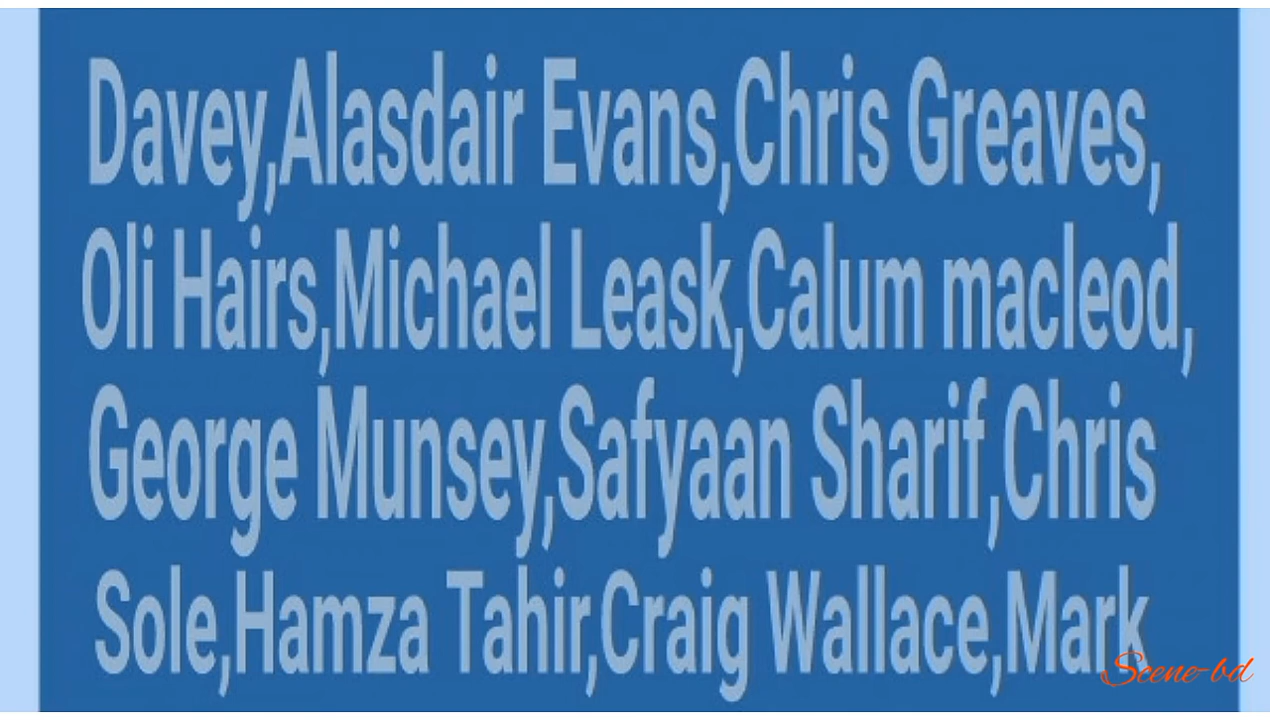 Davey,Alasdair Evans,Chris Greaves,
Oli Hairs,Michael Leask,Calum macleod,
George Munsey,Safyaan Sharif,Chris
Sole,Hamza Tahir,Craig Wallace,Mark
Scene-bd